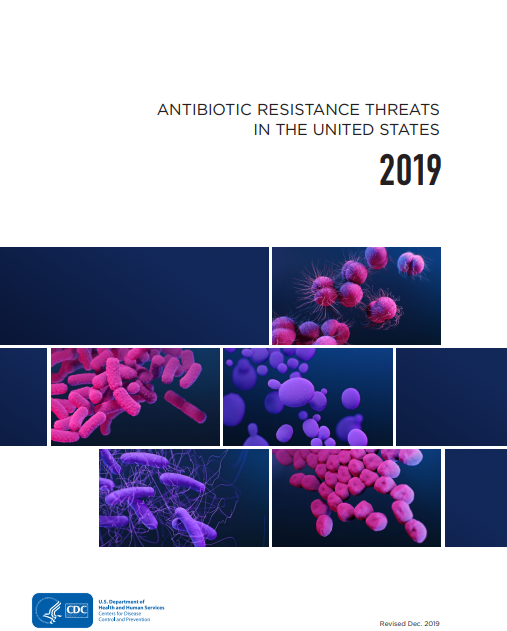 ANTIBIOTIC RESISTANCE THREATS
IN THE UNITED STATES
2019
CDC
U.S. Department of
Health and Human Services
Centers for Disease
Control and Prevention
Revised Dec. 2019